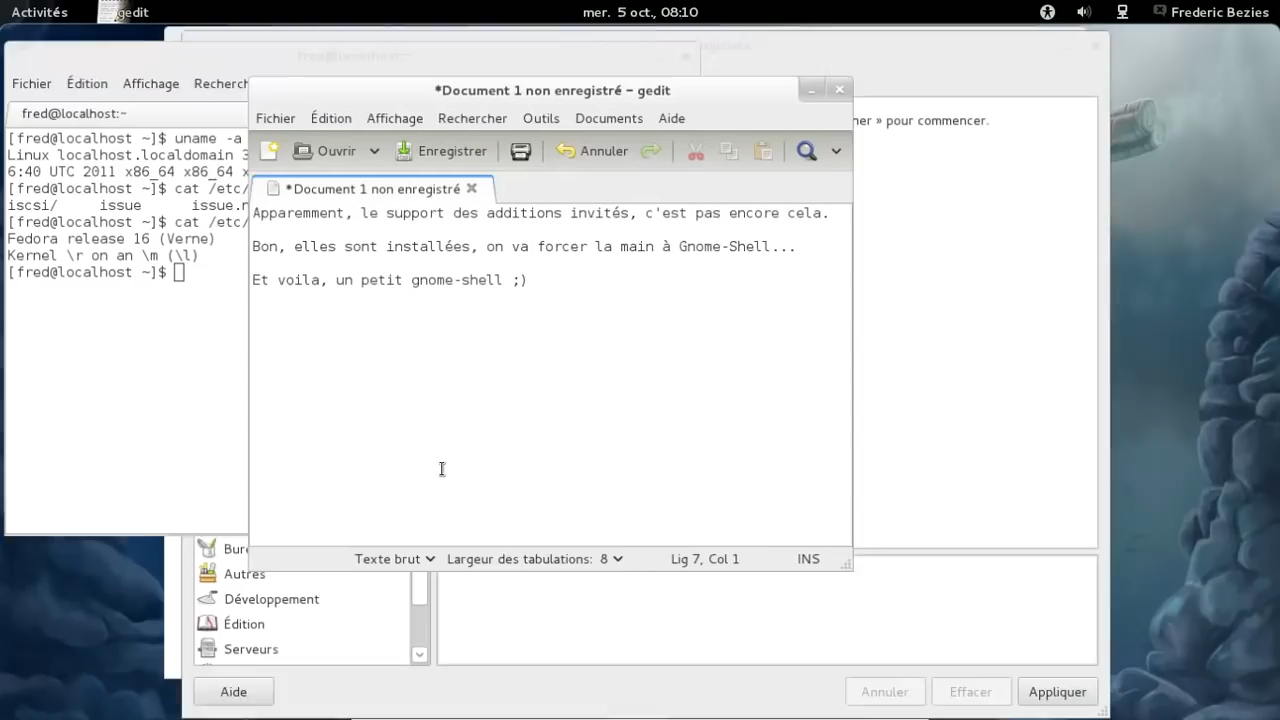 Activités
gedit
mer. 5 oct., 08:10
Frederic Bezies
fred@localhost:~
Fichier Édition Affichage Recherch
fred@localhost:~
[fred@localhost ~]$ uname -a
Linux localhost.localdomain 3
6:40 UTC 2011 x86_64 x86_64 x
[fred@localhost ~]$ cat /etc/
iscsi/ issue issue.n
[fred@localhost ~]$ cat /etc/
Fedora release 16 (Verne)
Kernel \r on an \m (\l)
[fred@localhost ~]$
*Document 1 non enregistré - gedit
Fichier Édition Affichage Rechercher Outils Documents Aide
Ouvrir Enregistrer Annuler
*Document 1 non enregistré
Apparemment, le support des additions invités, c'est pas encore cela.
Bon, elles sont installées, on va forcer la main à Gnome-Shell...
Et voila, un petit gnome-shell ;)
Texte brut Largeur des tabulations: 8 Lig 7, Col 1 INS
her » pour commencer.
Bure
Autres
Développement
Édition
Serveurs
Aide Annuler Effacer Appliquer